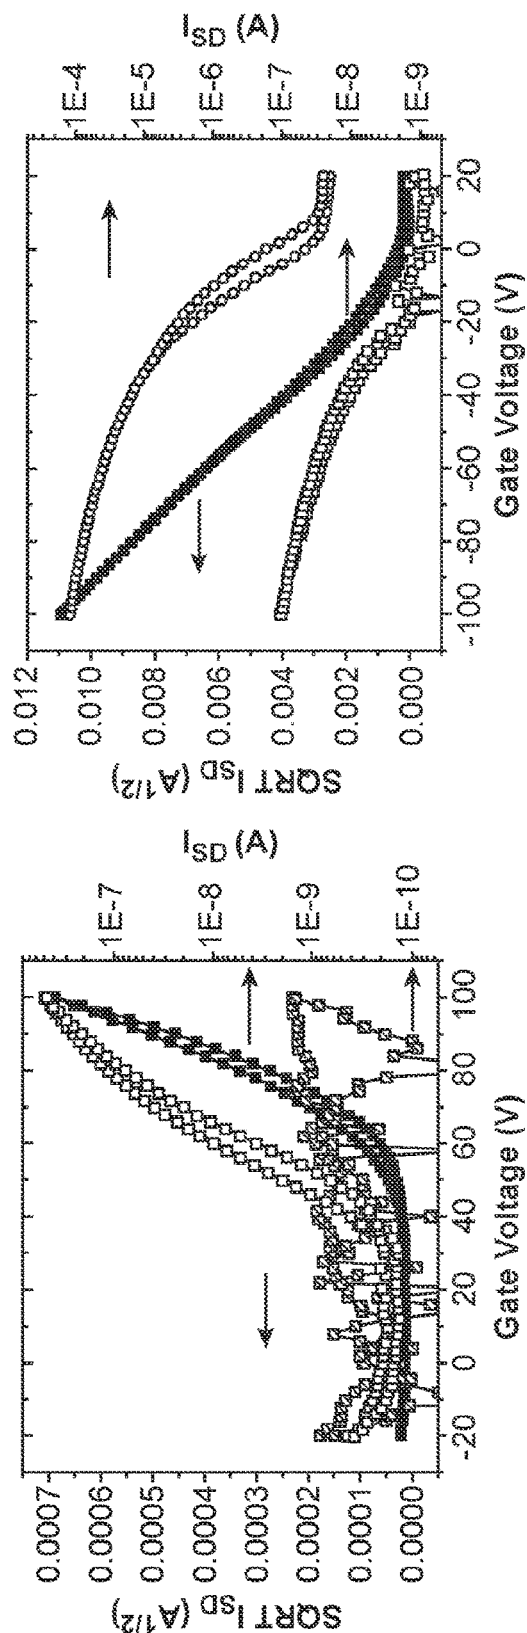 SQRT I_SD (A^1/2)
0.0007
0.0006
0.0005
0.0004
0.0003
0.0002
0.0001
0.0000
-20
0
20
40
60
80
100
Gate Voltage (V)
1E-7
1E-8
1E-9
1E-10
I_SD (A)
SQRT I_SD (A^1/2)
0.012
0.010
0.008
0.006
0.004
0.002
0.000
-100
-80
-60
-40
-20
0
20
Gate Voltage (V)
1E-4
1E-5
1E-6
1E-7
1E-8
1E-9
I_SD (A)